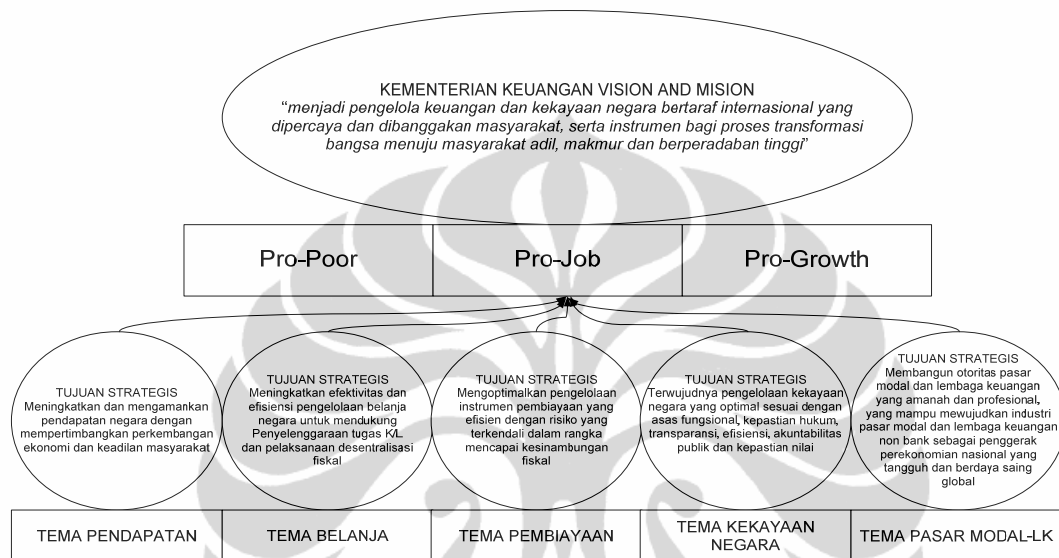 KEMENTERIAN KEUANGAN VISION AND MISION
“menjadi pengelola keuangan dan kekayaan negara bertaraf internasional yang
dipercaya dan dibanggakan masyarakat, serta instrumen bagi proses transformasi
bangsa menuju masyarakat adil, makmur dan berperadaban tinggi”
Pro-Poor
Pro-Job
Pro-Growth
TUJUAN STRATEGIS
Meningkatkan dan mengamankan
pendapatan negara dengan
mempertimbangkan perkembangan
ekonomi dan keadilan masyarakat
TUJUAN STRATEGIS
Meningkatkan efektivitas dan
efisiensi pengelolaan belanja
negara untuk mendukung
Penyelenggaraan tugas K/L
dan pelaksanaan desentralisasi
fiskal
TUJUAN STRATEGIS
Mengoptimalkan pengelolaan
instrumen pembiayaan yang
efisien dengan risiko yang
terkendali dalam rangka
mencapai kesinambungan
fiskal
TUJUAN STRATEGIS
Terwujudnya pengelolaan kekayaan
negara yang optimal sesuai dengan
asas fungsional, kepastian hukum,
transparansi, efisiensi, akuntabilitas
publik dan kepastian nilai
TUJUAN STRATEGIS
Membangun otoritas pasar
modal dan lembaga keuangan
yang amanah dan profesional,
yang mampu mewujudkan industri
pasar modal dan lembaga keuangan
non bank sebagai penggerak
perekonomian nasional yang
tangguh dan berdaya saing
global
TEMA PENDAPATAN
TEMA BELANJA
TEMA PEMBIAYAAN
TEMA KEKAYAAN
NEGARA
TEMA PASAR MODAL-LK